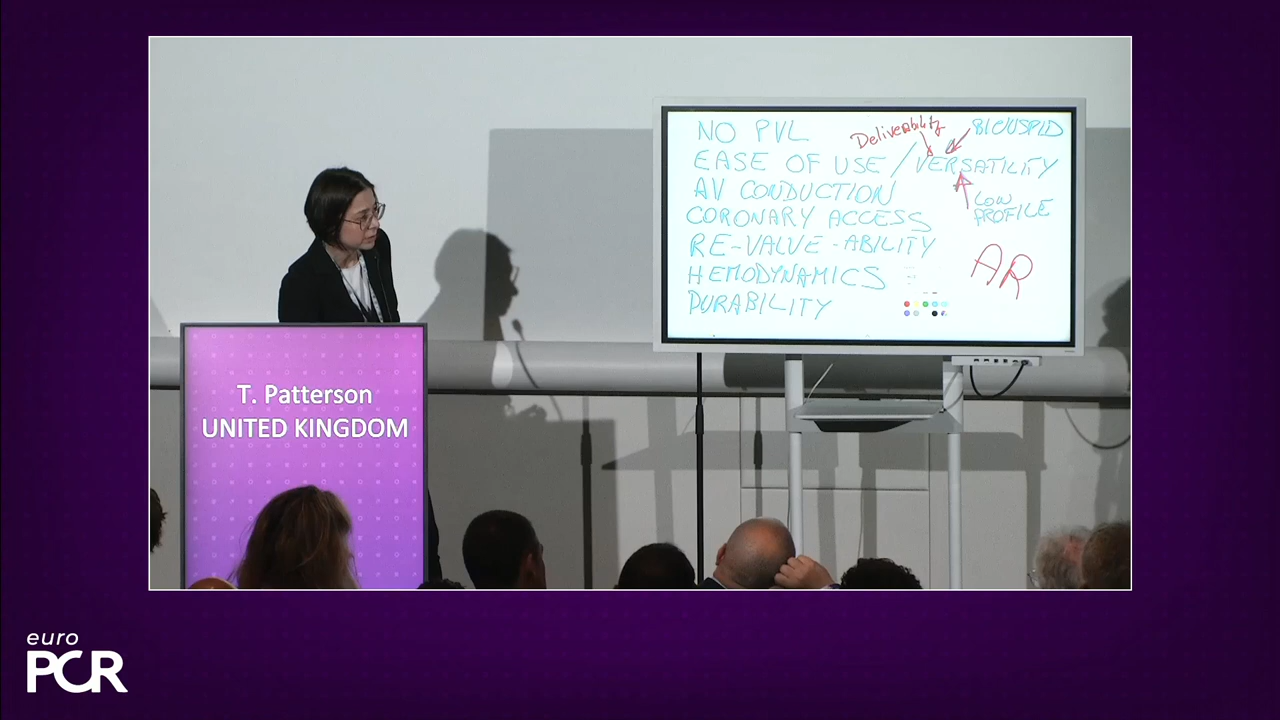 NO PVL
Deliverability
BICUSPID
EASE OF USE / VERSATILITY
AV CONDUCTION
LOW
PROFILE
CORONARY ACCESS
RE-VALVE-ABILITY
AR
HEMODYNAMICS
DURABILITY
T. Patterson
UNITED KINGDOM
euro
PCR